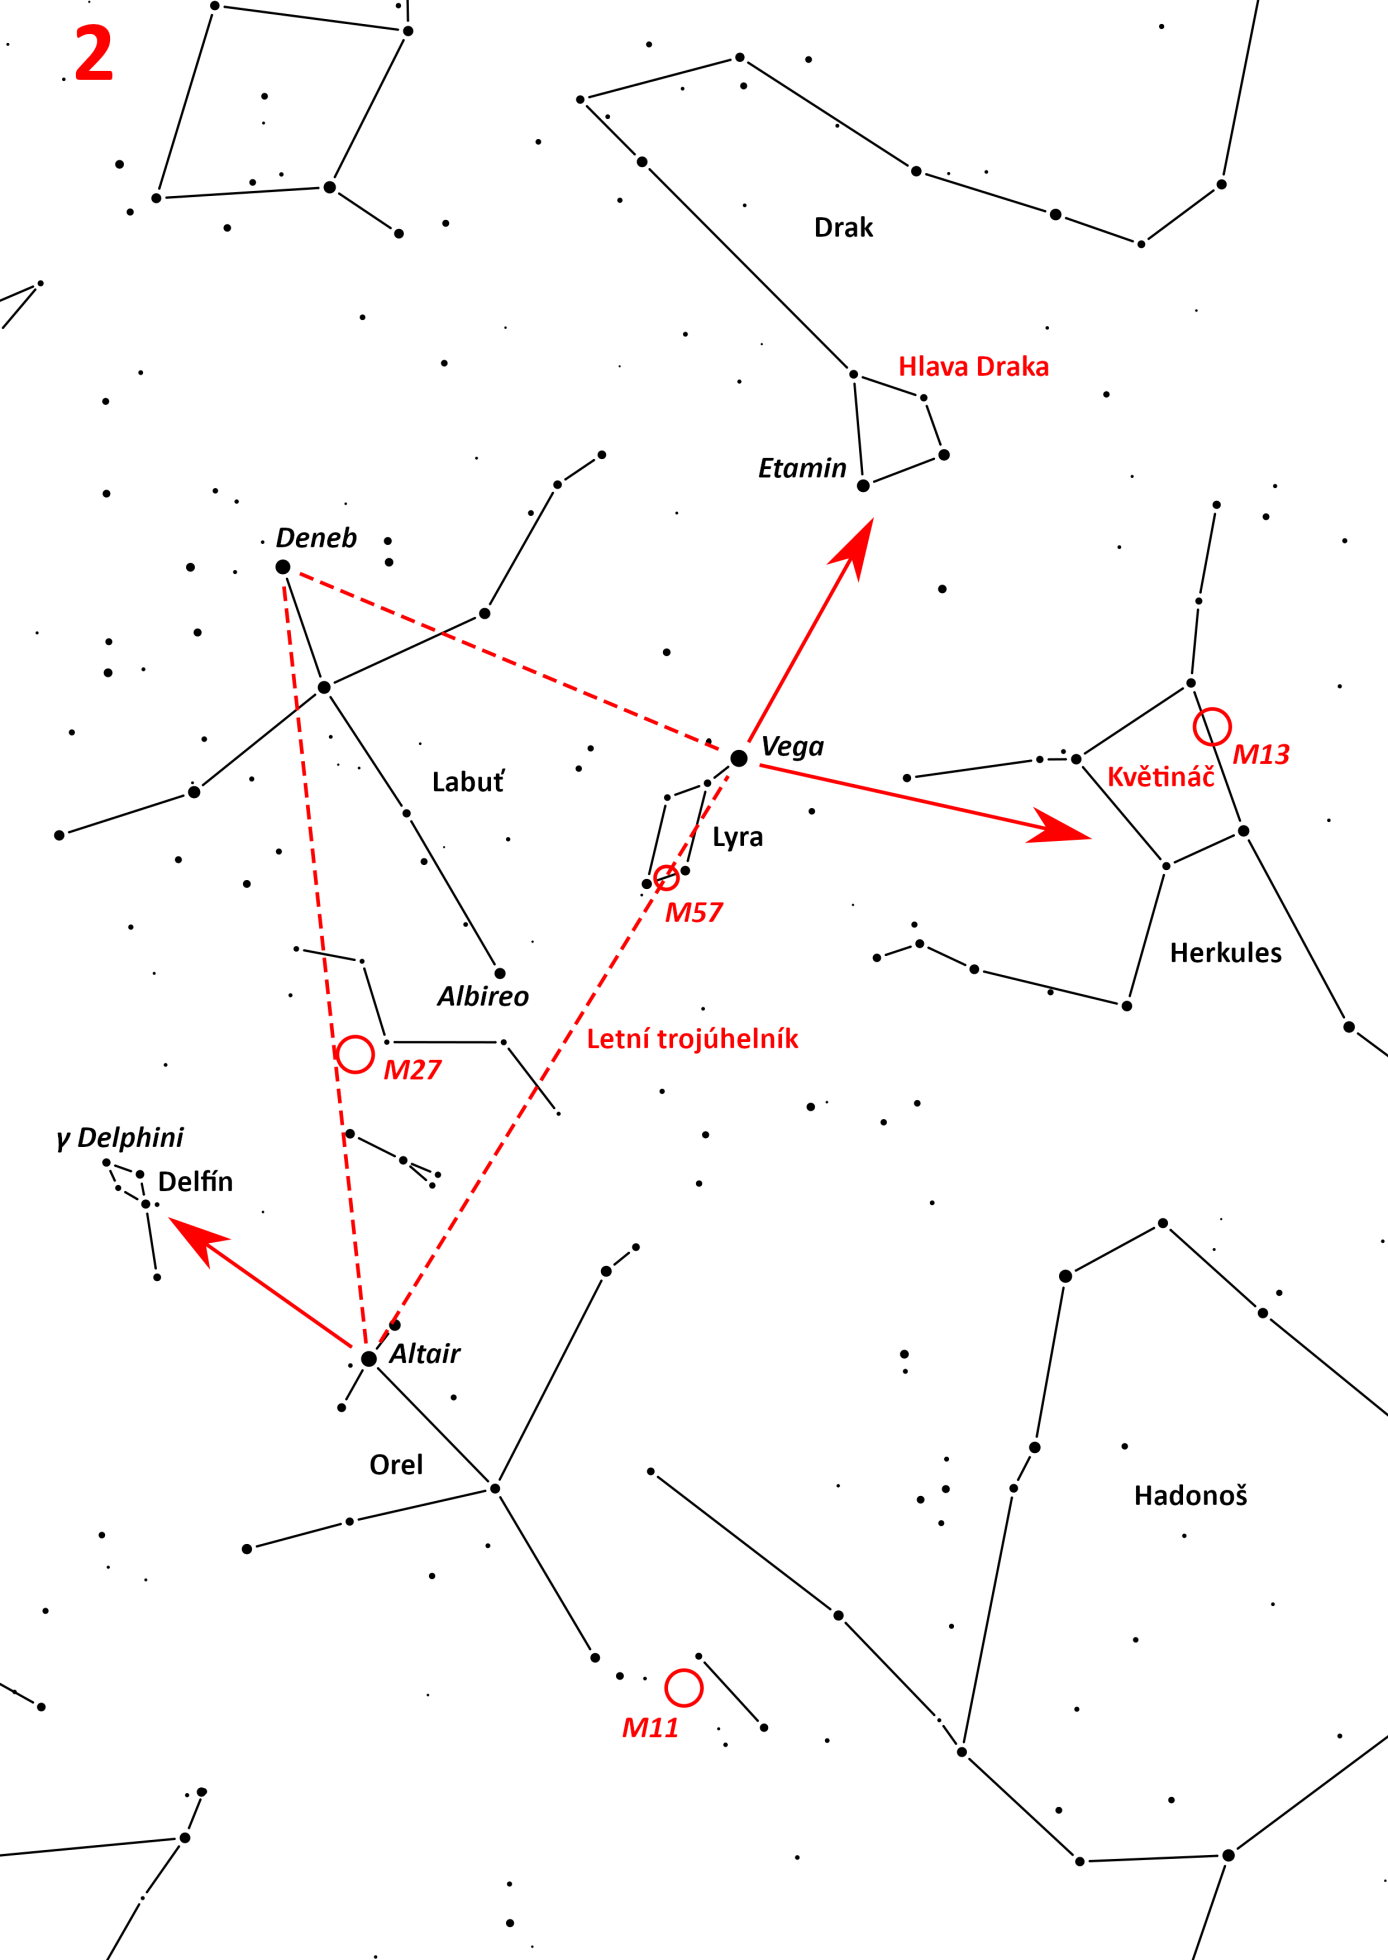 2
Drak
Hlava Draka
Etamin
Deneb
Vega
M13
Květináč
Labuť
Lyra
M57
Herkules
Albireo
Letní trojúhelník
M27
γ Delphini
Delfín
Altair
Orel
Hadonoš
M11